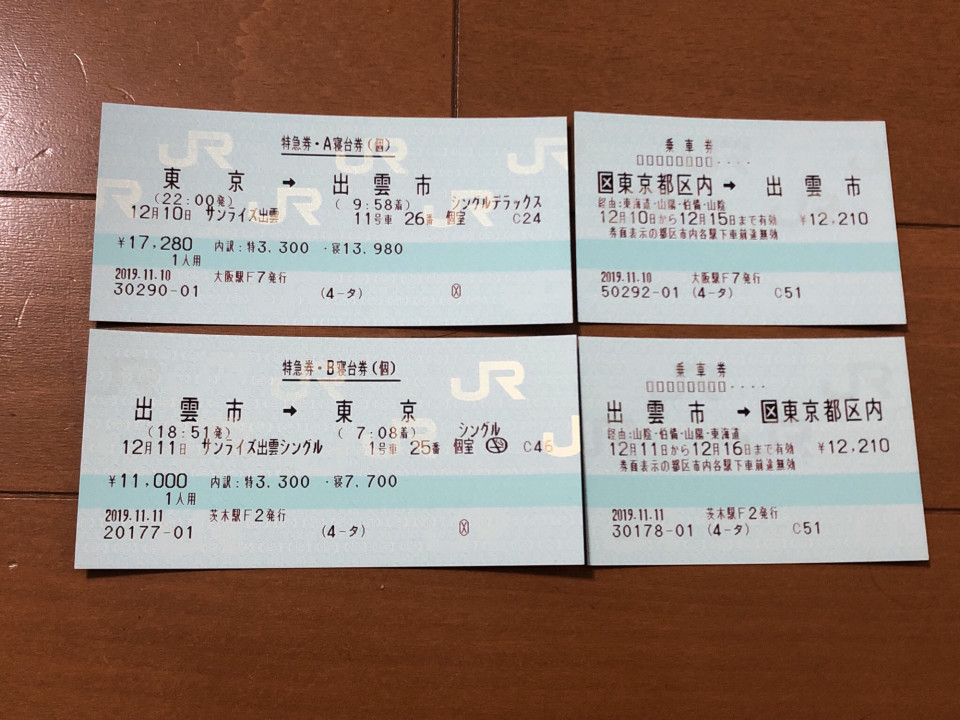 特急券・A寝台券(個)
東京 → 出雲市
(22:00発) (9:58着) シングルデラックス
12月10日 サンライズ出雲 11号車 26番 個室 C24
¥17,280 内訳:特3,300・寝13,980
1人用
2019.11.10 大阪駅F7発行
30290-01 (4-タ)
乗車券
区東京都区内 → 出雲市
経由:東海道・山陽・伯備・山陰
12月10日から12月15日まで有効 ¥12,210
券面表示の都区市内各駅下車前途無効
2019.11.10 大阪駅F7発行
50292-01 (4-タ) C51
特急券・B寝台券(個)
出雲市 → 東京
(18:51発) (7:08着) シングル
12月11日 サンライズ出雲シングル 1号車 25番 個室 C46
¥11,000 内訳:特3,300・寝7,700
1人用
2019.11.11 茨木駅F2発行
20177-01 (4-タ)
乗車券
出雲市 → 区東京都区内
経由:山陰・伯備・山陽・東海道
12月11日から12月16日まで有効 ¥12,210
券面表示の都区市内各駅下車前途無効
2019.11.11 茨木駅F2発行
30178-01 (4-タ) C51